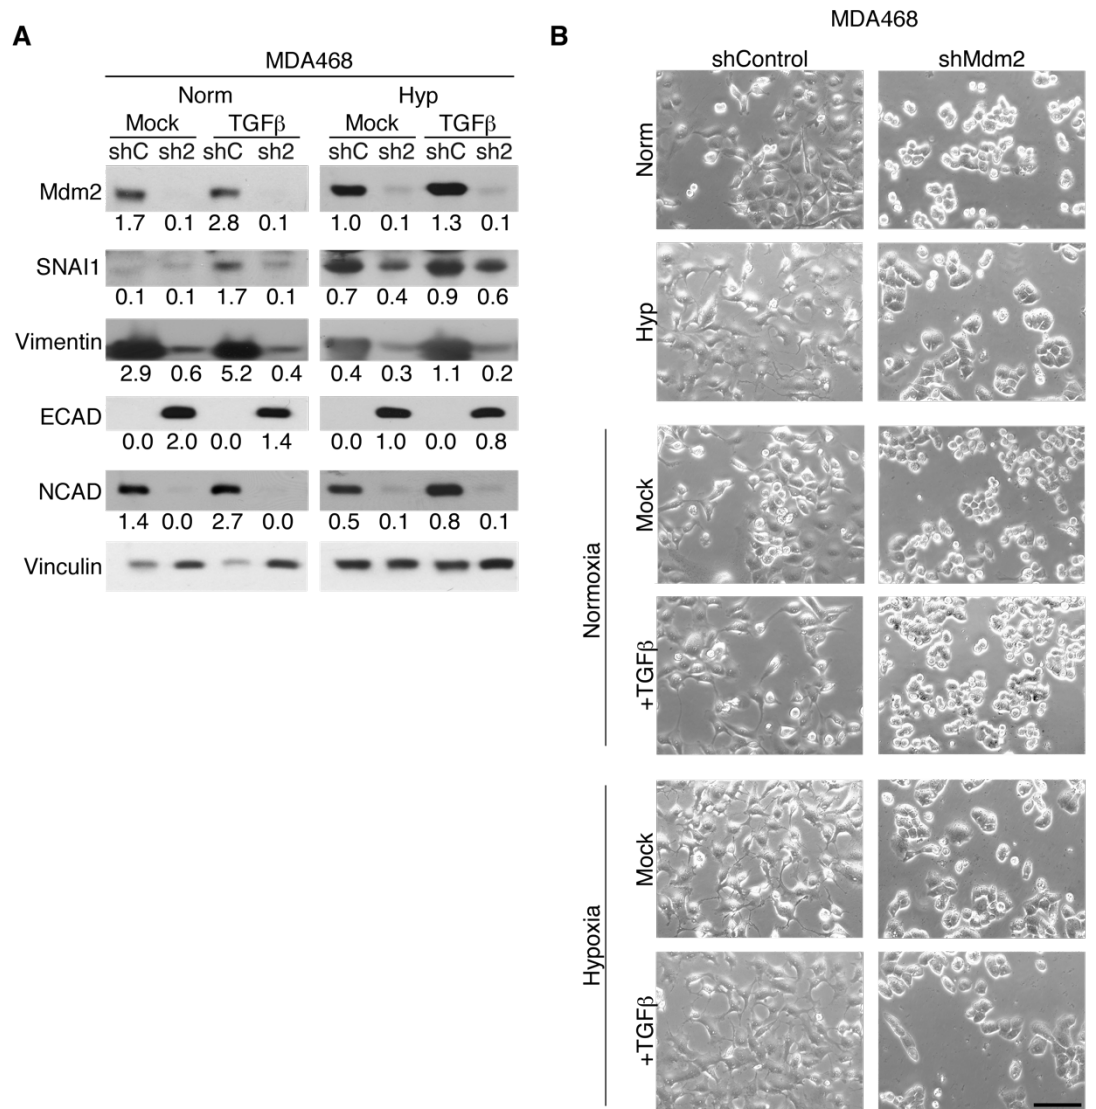 A
MDA468
Norm Hyp
Mock TGFβ Mock TGFβ
shC sh2 shC sh2 shC sh2 shC sh2
Mdm2
1.7 0.1 2.8 0.1 1.0 0.1 1.3 0.1
SNAI1
0.1 0.1 1.7 0.1 0.7 0.4 0.9 0.6
Vimentin
2.9 0.6 5.2 0.4 0.4 0.3 1.1 0.2
ECAD
0.0 2.0 0.0 1.4 0.0 1.0 0.0 0.8
NCAD
1.4 0.0 2.7 0.0 0.5 0.1 0.8 0.1
Vinculin
B
MDA468
shControl shMdm2
Norm
Hyp
Normoxia
Mock
+TGFβ
Hypoxia
Mock
+TGFβ